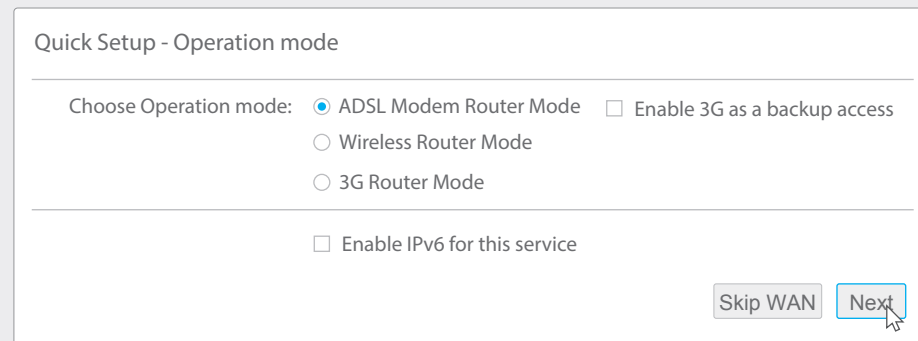 Quick Setup - Operation mode
Choose Operation mode: ADSL Modem Router Mode Enable 3G as a backup access
Wireless Router Mode
3G Router Mode
Enable IPv6 for this service
Skip WAN Next